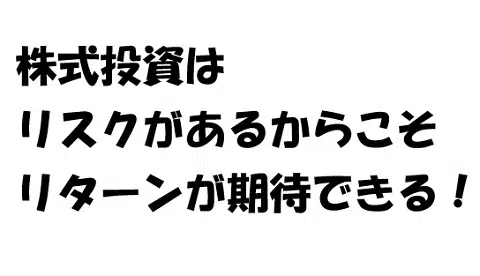 株式投資は
リスクがあるからこそ
リターンが期待できる！